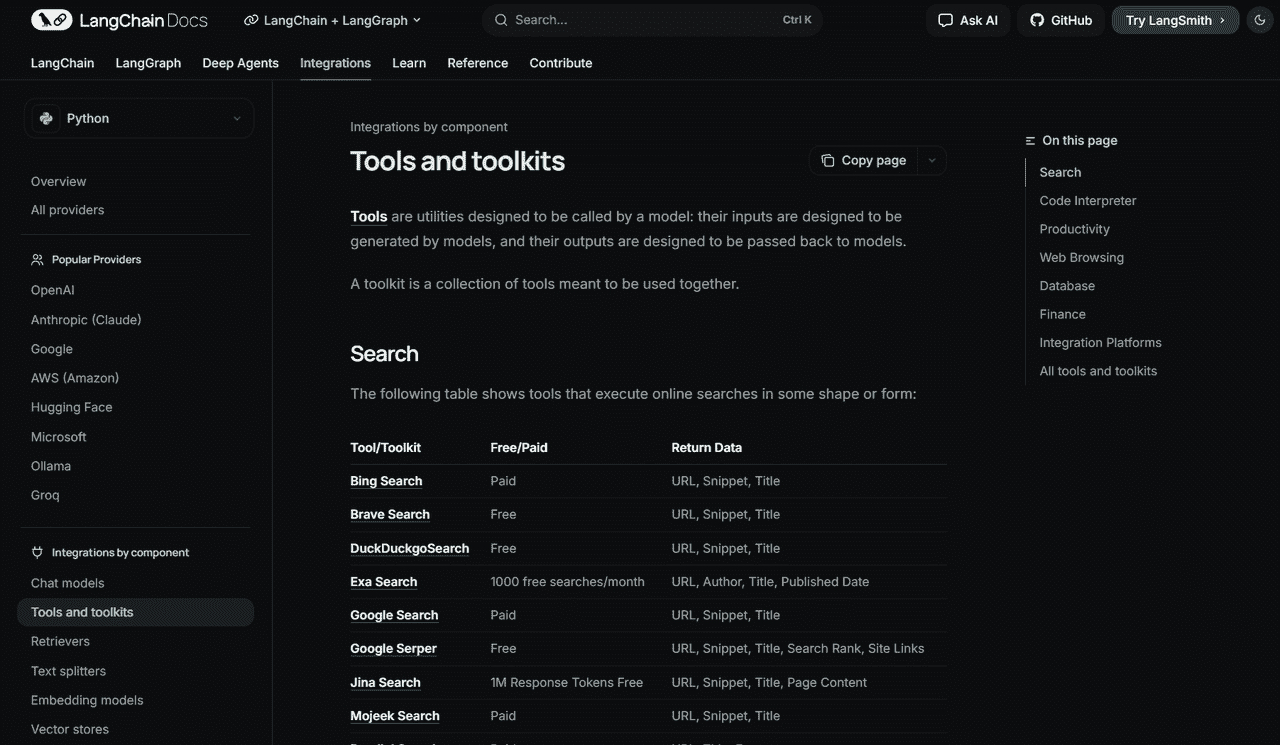 LangChain Docs
LangChain + LangGraph
Search...
Ctrl K
Ask AI
GitHub
Try LangSmith
LangChain
LangGraph
Deep Agents
Integrations
Learn
Reference
Contribute
Python
Overview
All providers
Popular Providers
OpenAI
Anthropic (Claude)
Google
AWS (Amazon)
Hugging Face
Microsoft
Ollama
Groq
Integrations by component
Chat models
Tools and toolkits
Retrievers
Text splitters
Embedding models
Vector stores
Integrations by component
Tools and toolkits
Copy page
Tools are utilities designed to be called by a model: their inputs are designed to be
generated by models, and their outputs are designed to be passed back to models.
A toolkit is a collection of tools meant to be used together.
Search
The following table shows tools that execute online searches in some shape or form:
Tool/Toolkit Free/Paid Return Data
Bing Search Paid URL, Snippet, Title
Brave Search Free URL, Snippet, Title
DuckDuckgoSearch Free URL, Snippet, Title
Exa Search 1000 free searches/month URL, Author, Title, Published Date
Google Search Paid URL, Snippet, Title
Google Serper Free URL, Snippet, Title, Search Rank, Site Links
Jina Search 1M Response Tokens Free URL, Snippet, Title, Page Content
Mojeek Search Paid URL, Snippet, Title
On this page
Search
Code Interpreter
Productivity
Web Browsing
Database
Finance
Integration Platforms
All tools and toolkits